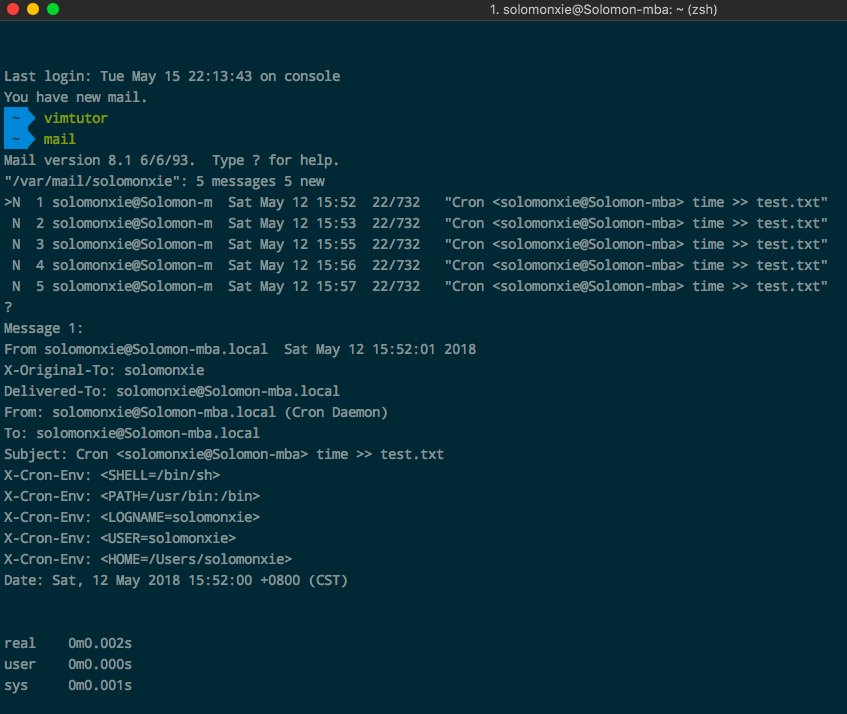 1. solomonxie@Solomon-mba: ~ (zsh)
Last login: Tue May 15 22:13:43 on console
You have new mail.
~ vimtutor
~ mail
Mail version 8.1 6/6/93.  Type ? for help.
"/var/mail/solomonxie": 5 messages 5 new
>N  1 solomonxie@Solomon-m  Sat May 12 15:52  22/732   "Cron <solomonxie@Solomon-mba> time >> test.txt"
 N  2 solomonxie@Solomon-m  Sat May 12 15:53  22/732   "Cron <solomonxie@Solomon-mba> time >> test.txt"
 N  3 solomonxie@Solomon-m  Sat May 12 15:55  22/732   "Cron <solomonxie@Solomon-mba> time >> test.txt"
 N  4 solomonxie@Solomon-m  Sat May 12 15:56  22/732   "Cron <solomonxie@Solomon-mba> time >> test.txt"
 N  5 solomonxie@Solomon-m  Sat May 12 15:57  22/732   "Cron <solomonxie@Solomon-mba> time >> test.txt"
?
Message 1:
From solomonxie@Solomon-mba.local  Sat May 12 15:52:01 2018
X-Original-To: solomonxie
Delivered-To: solomonxie@Solomon-mba.local
From: solomonxie@Solomon-mba.local (Cron Daemon)
To: solomonxie@Solomon-mba.local
Subject: Cron <solomonxie@Solomon-mba> time >> test.txt
X-Cron-Env: <SHELL=/bin/sh>
X-Cron-Env: <PATH=/usr/bin:/bin>
X-Cron-Env: <LOGNAME=solomonxie>
X-Cron-Env: <USER=solomonxie>
X-Cron-Env: <HOME=/Users/solomonxie>
Date: Sat, 12 May 2018 15:52:00 +0800 (CST)
real    0m0.002s
user    0m0.000s
sys     0m0.001s